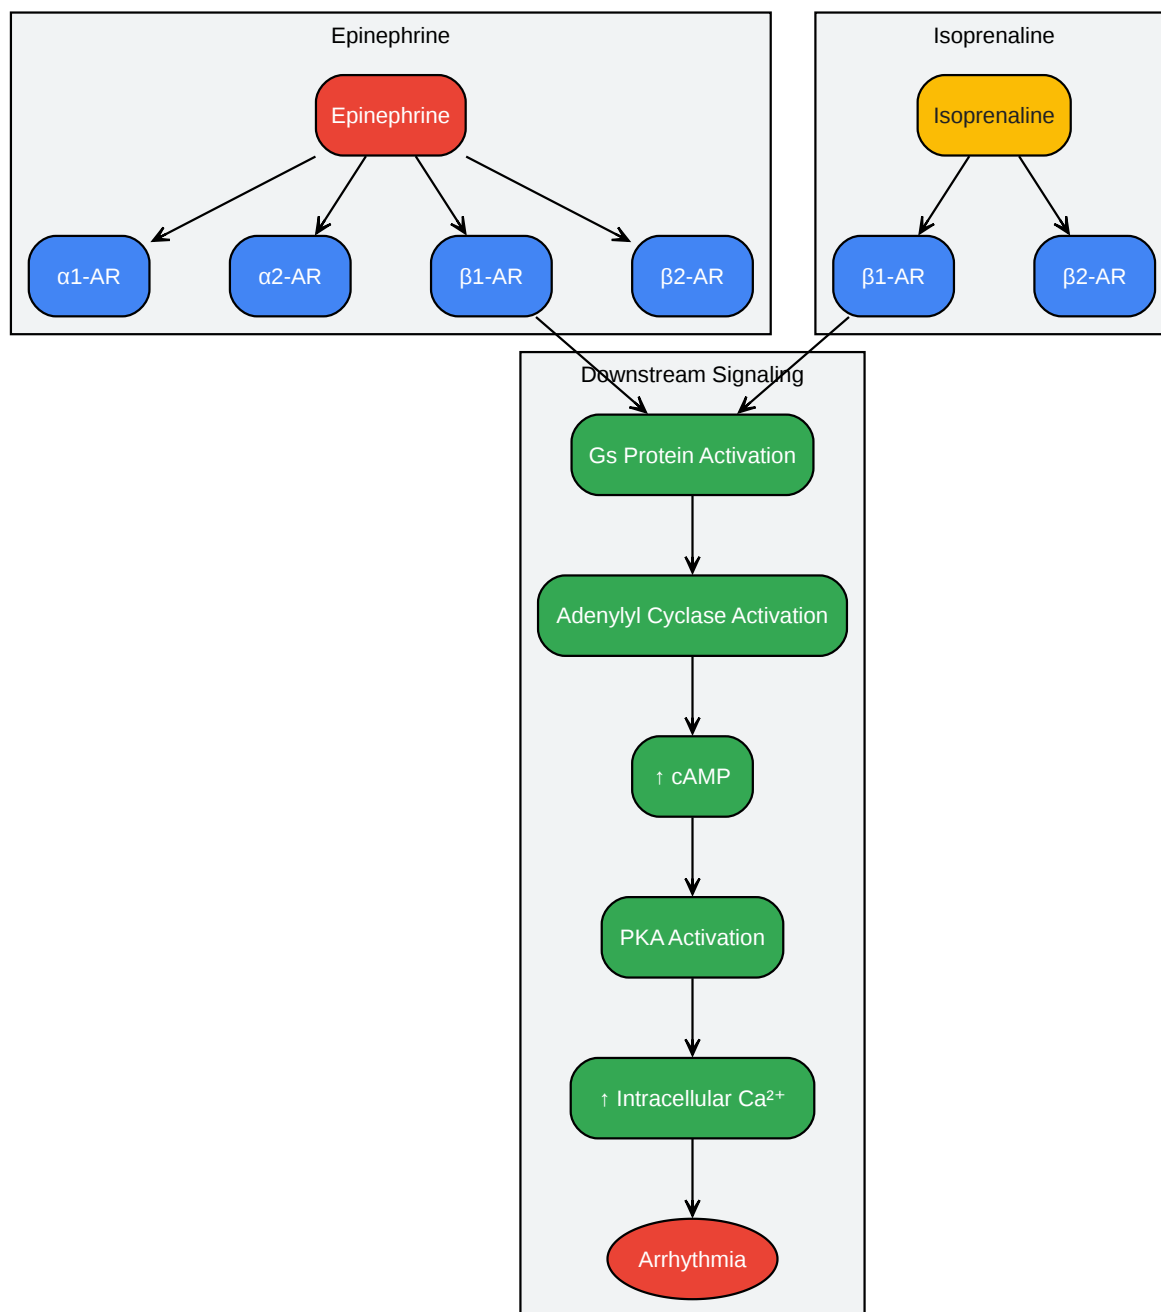 Epinephrine
Isoprenaline
Epinephrine
Isoprenaline
α1-AR
α2-AR
β1-AR
β2-AR
β1-AR
β2-AR
Downstream Signaling
Gs Protein Activation
Adenylyl Cyclase Activation
↑ cAMP
PKA Activation
↑ Intracellular Ca²⁺
Arrhythmia